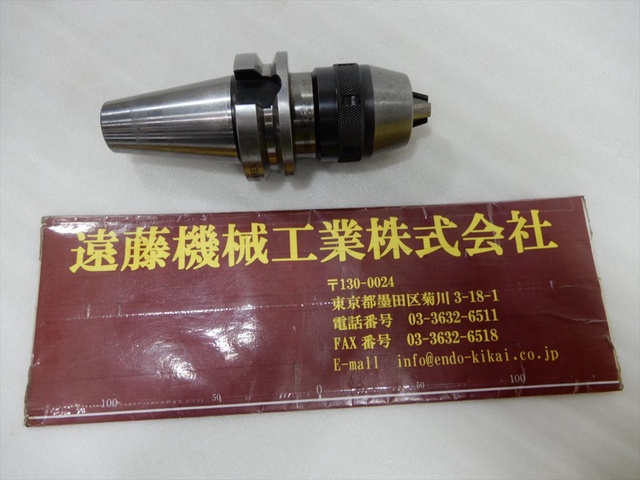 遠藤機械工業株式会社
〒130-0024
東京都墨田区菊川 3-18-1
電話番号 03-3632-6511
FAX 番号 03-3632-6518
E-mail info@endo-kikai.co.jp
100 50 0 50 100